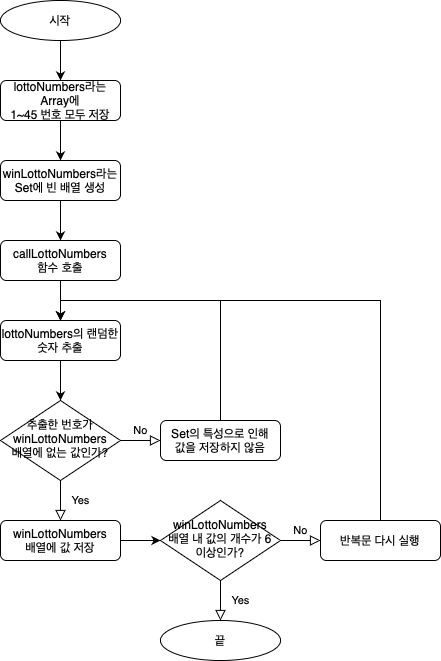 시작
lottoNumbers라는
Array에
1~45 번호 모두 저장
winLottoNumbers라는
Set에 빈 배열 생성
callLottoNumbers
함수 호출
lottoNumbers의 랜덤한
숫자 추출
추출한 번호가
winLottoNumbers
배열에 없는 값인가?
No
Set의 특성으로 인해
값을 저장하지 않음
Yes
winLottoNumbers
배열에 값 저장
winLottoNumbers
배열 내 값의 개수가 6
이상인가?
No
반복문 다시 실행
Yes
끝